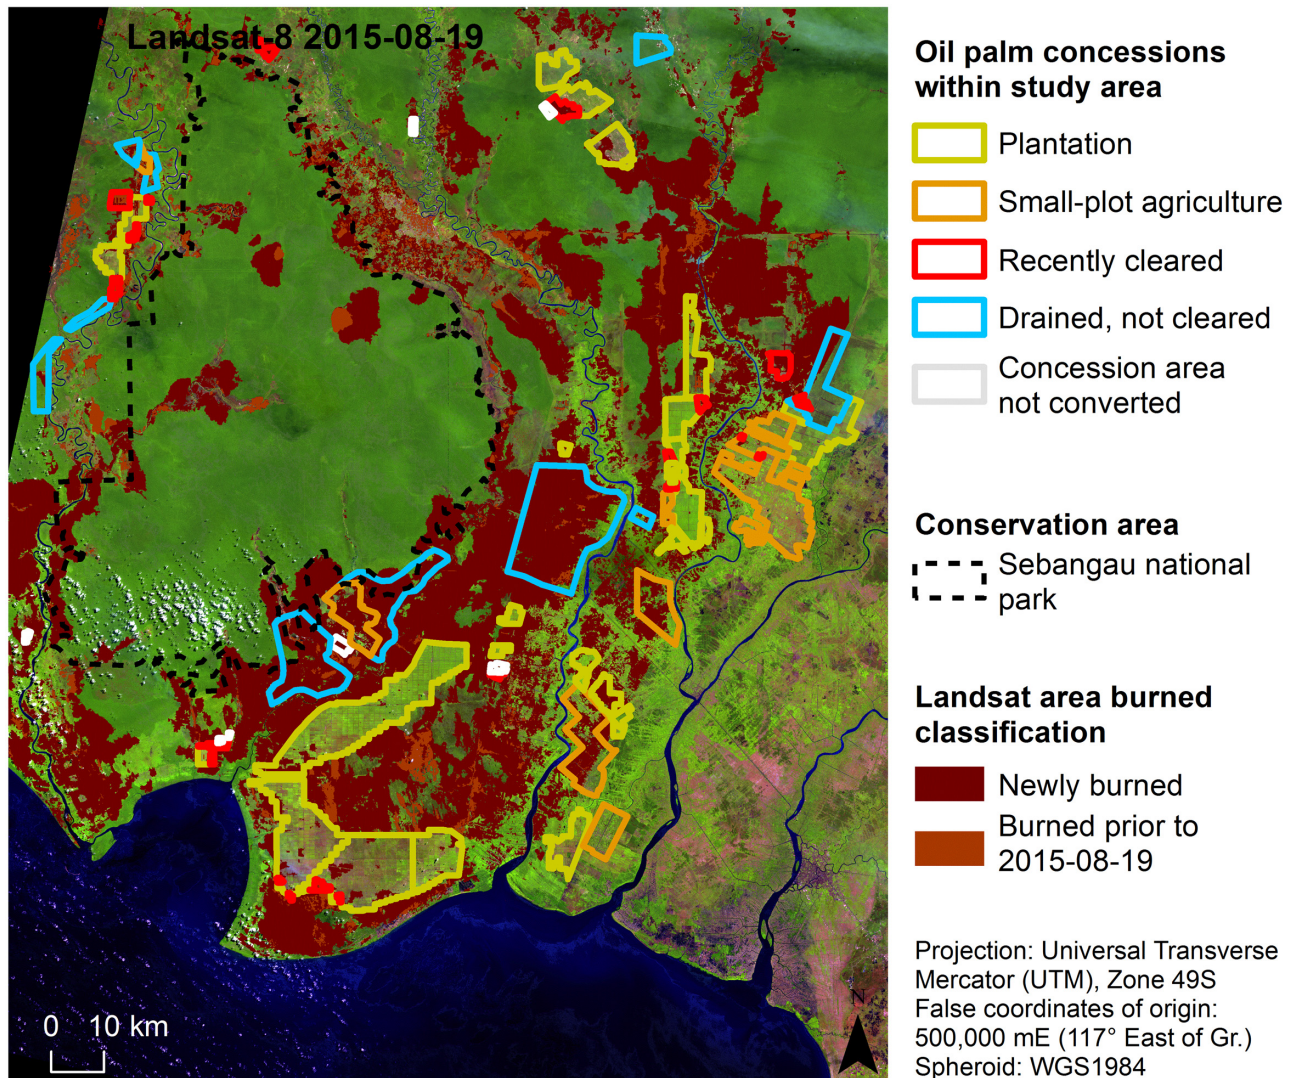 Landsat-8 2015-08-19
Oil palm concessions
within study area
Plantation
Small-plot agriculture
Recently cleared
Drained, not cleared
Concession area
not converted
Conservation area
Sebangau national
park
Landsat area burned
classification
Newly burned
Burned prior to
2015-08-19
Projection: Universal Transverse
Mercator (UTM), Zone 49S
False coordinates of origin:
500,000 mE (117° East of Gr.)
Spheroid: WGS1984
0 10 km
N